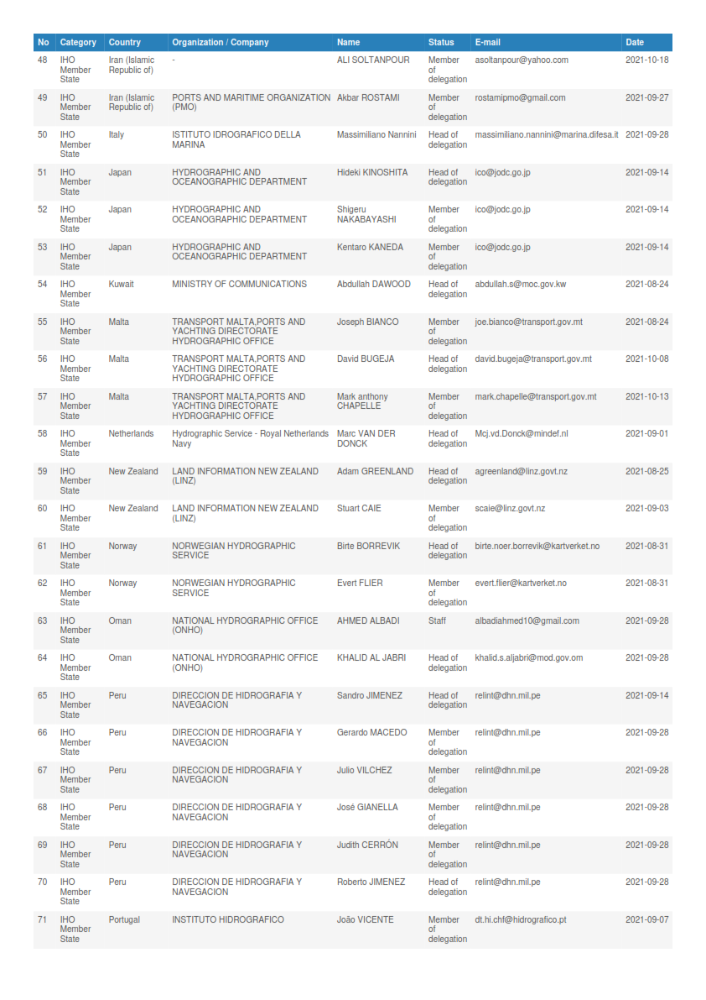 No Category Country Organization / Company Name Status E-mail Date
48 IHO Iran (Islamic - ALI SOLTANPOUR Member asoltanpour@yahoo.com 2021-10-18
Member Republic of) of
State delegation
49 IHO Iran (Islamic PORTS AND MARITIME ORGANIZATION Akbar ROSTAMI Member rostamipmo@gmail.com 2021-09-27
Member Republic of) (PMO) of
State delegation
50 IHO Italy ISTITUTO IDROGRAFICO DELLA Massimiliano Nannini Head of massimiliano.nannini@marina.difesa.it 2021-09-28
Member MARINA delegation
State
51 IHO Japan HYDROGRAPHIC AND Hideki KINOSHITA Head of ico@jodc.go.jp 2021-09-14
Member OCEANOGRAPHIC DEPARTMENT delegation
State
52 IHO Japan HYDROGRAPHIC AND Shigeru Member ico@jodc.go.jp 2021-09-14
Member OCEANOGRAPHIC DEPARTMENT NAKABAYASHI of
State delegation
53 IHO Japan HYDROGRAPHIC AND Kentaro KANEDA Member ico@jodc.go.jp 2021-09-14
Member OCEANOGRAPHIC DEPARTMENT of
State delegation
54 IHO Kuwait MINISTRY OF COMMUNICATIONS Abdullah DAWOOD Head of abdullah.s@moc.gov.kw 2021-08-24
Member delegation
State
55 IHO Malta TRANSPORT MALTA,PORTS AND Joseph BIANCO Member joe.bianco@transport.gov.mt 2021-08-24
Member YACHTING DIRECTORATE of
State HYDROGRAPHIC OFFICE delegation
56 IHO Malta TRANSPORT MALTA,PORTS AND David BUGEJA Head of david.bugeja@transport.gov.mt 2021-10-08
Member YACHTING DIRECTORATE delegation
State HYDROGRAPHIC OFFICE
57 IHO Malta TRANSPORT MALTA,PORTS AND Mark anthony Member mark.chapelle@transport.gov.mt 2021-10-13
Member YACHTING DIRECTORATE CHAPELLE of
State HYDROGRAPHIC OFFICE delegation
58 IHO Netherlands Hydrographic Service - Royal Netherlands Marc VAN DER Head of Mcj.vd.Donck@mindef.nl 2021-09-01
Member Navy DONCK delegation
State
59 IHO New Zealand LAND INFORMATION NEW ZEALAND Adam GREENLAND Head of agreenland@linz.govt.nz 2021-08-25
Member (LINZ) delegation
State
60 IHO New Zealand LAND INFORMATION NEW ZEALAND Stuart CAIE Member scaie@linz.govt.nz 2021-09-03
Member (LINZ) of
State delegation
61 IHO Norway NORWEGIAN HYDROGRAPHIC Birte BORREVIK Head of birte.noer.borrevik@kartverket.no 2021-08-31
Member SERVICE delegation
State
62 IHO Norway NORWEGIAN HYDROGRAPHIC Evert FLIER Member evert.flier@kartverket.no 2021-08-31
Member SERVICE of
State delegation
63 IHO Oman NATIONAL HYDROGRAPHIC OFFICE AHMED ALBADI Staff albadiahmed10@gmail.com 2021-09-28
Member (ONHO)
State
64 IHO Oman NATIONAL HYDROGRAPHIC OFFICE KHALID AL JABRI Head of khalid.s.aljabri@mod.gov.om 2021-09-28
Member (ONHO) delegation
State
65 IHO Peru DIRECCION DE HIDROGRAFIA Y Sandro JIMENEZ Head of relint@dhn.mil.pe 2021-09-14
Member NAVEGACION delegation
State
66 IHO Peru DIRECCION DE HIDROGRAFIA Y Gerardo MACEDO Member relint@dhn.mil.pe 2021-09-28
Member NAVEGACION of
State delegation
67 IHO Peru DIRECCION DE HIDROGRAFIA Y Julio VILCHEZ Member relint@dhn.mil.pe 2021-09-28
Member NAVEGACION of
State delegation
68 IHO Peru DIRECCION DE HIDROGRAFIA Y José GIANELLA Member relint@dhn.mil.pe 2021-09-28
Member NAVEGACION of
State delegation
69 IHO Peru DIRECCION DE HIDROGRAFIA Y Judith CERRÓN Member relint@dhn.mil.pe 2021-09-28
Member NAVEGACION of
State delegation
70 IHO Peru DIRECCION DE HIDROGRAFIA Y Roberto JIMENEZ Head of relint@dhn.mil.pe 2021-09-28
Member NAVEGACION delegation
State
71 IHO Portugal INSTITUTO HIDROGRAFICO João VICENTE Member dt.hi.chf@hidrografico.pt 2021-09-07
Member of
State delegation